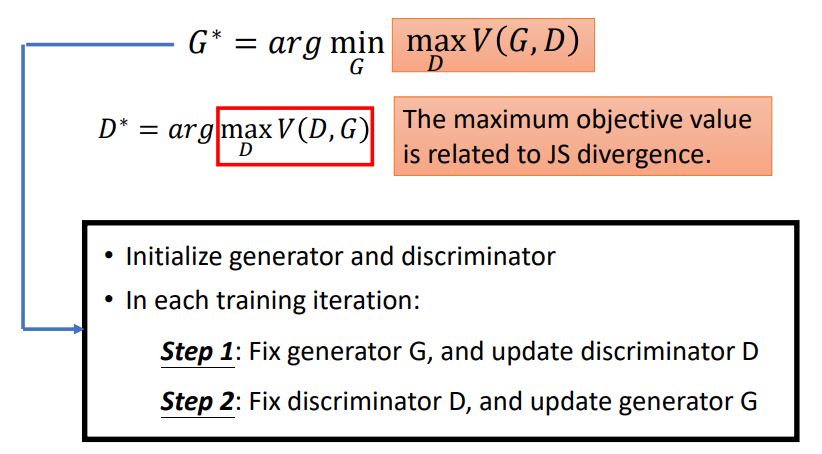 G* = arg min_G max_D V(G, D)
D* = arg max_D V(D, G)
The maximum objective value
is related to JS divergence.
• Initialize generator and discriminator
• In each training iteration:
Step 1: Fix generator G, and update discriminator D
Step 2: Fix discriminator D, and update generator G